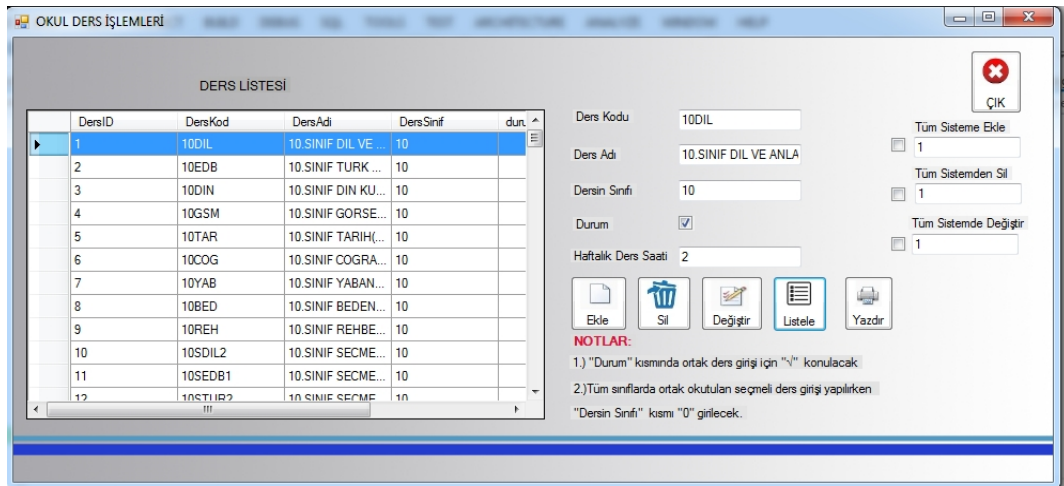 OKUL DERS İŞLEMLERİ
DERS LİSTESİ
DersID DersKod DersAdi DersSinif
1 10DIL 10.SINIF DIL VE ... 10
2 10EDB 10.SINIF TURK ... 10
3 10DIN 10.SINIF DIN KU... 10
4 10GSM 10.SINIF GORSE... 10
5 10TAR 10.SINIF TARIH(... 10
6 10COG 10.SINIF COGRA... 10
7 10YAB 10.SINIF YABAN... 10
8 10BED 10.SINIF BEDEN... 10
9 10REH 10.SINIF REHBE... 10
10 10SDIL2 10.SINIF SECME... 10
11 10SEDB1 10.SINIF SECME... 10
12 10STUR2 10.SINIF SECME... 10
Ders Kodu 10DIL
Ders Adı 10.SINIF DIL VE ANLA
Dersin Sınıfı 10
Durum
Haftalık Ders Saati 2
ÇIK
Tüm Sisteme Ekle
1
Tüm Sistemden Sil
1
Tüm Sistemde Değiştir
1
Ekle Sil Değiştir Listele Yazdır
NOTLAR:
1.) "Durum" kısmında ortak ders girişi için "√" konulacak
2.)Tüm sınıflarda ortak okutulan seçmeli ders girişi yapılırken
"Dersin Sınıfı" kısmı "0" girilecek.